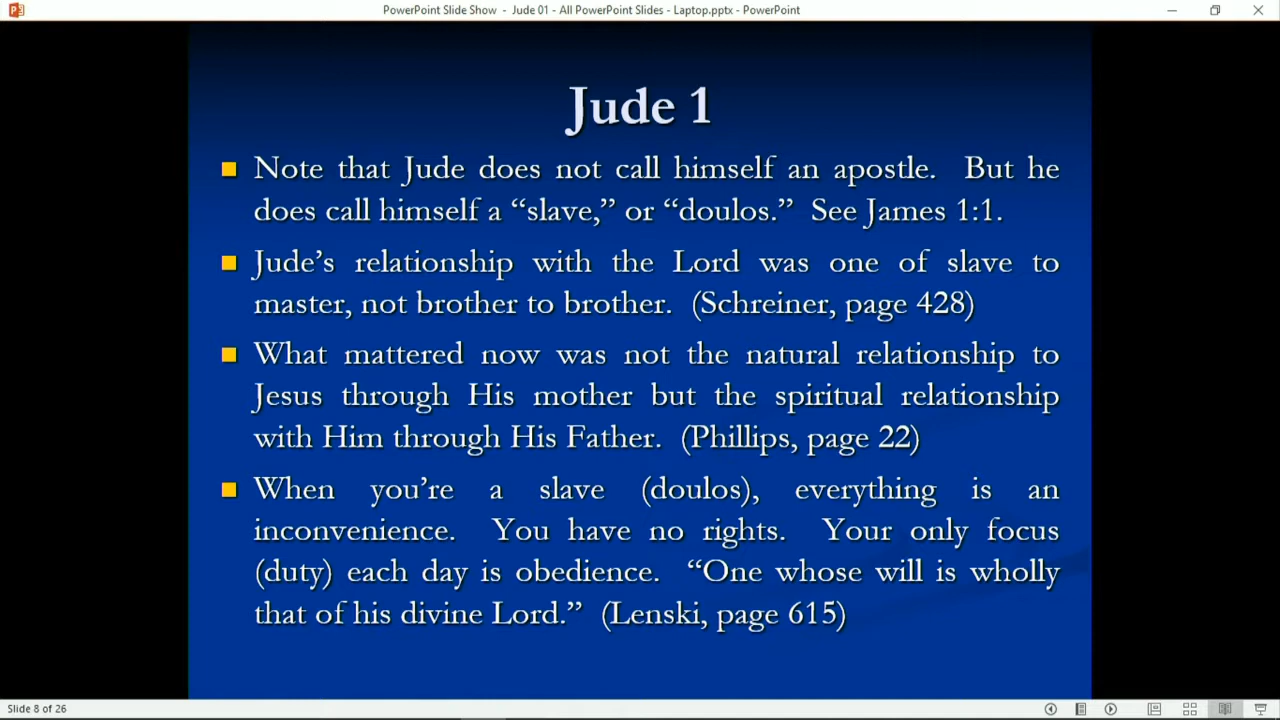 PowerPoint Slide Show - Jude 01 - All PowerPoint Slides - Laptop.pptx - PowerPoint
Jude 1
Note that Jude does not call himself an apostle. But he
does call himself a “slave,” or “doulos.” See James 1:1.
Jude’s relationship with the Lord was one of slave to
master, not brother to brother. (Schreiner, page 428)
What mattered now was not the natural relationship to
Jesus through His mother but the spiritual relationship
with Him through His Father. (Phillips, page 22)
When you’re a slave (doulos), everything is an
inconvenience. You have no rights. Your only focus
(duty) each day is obedience. “One whose will is wholly
that of his divine Lord.” (Lenski, page 615)
Slide 8 of 26